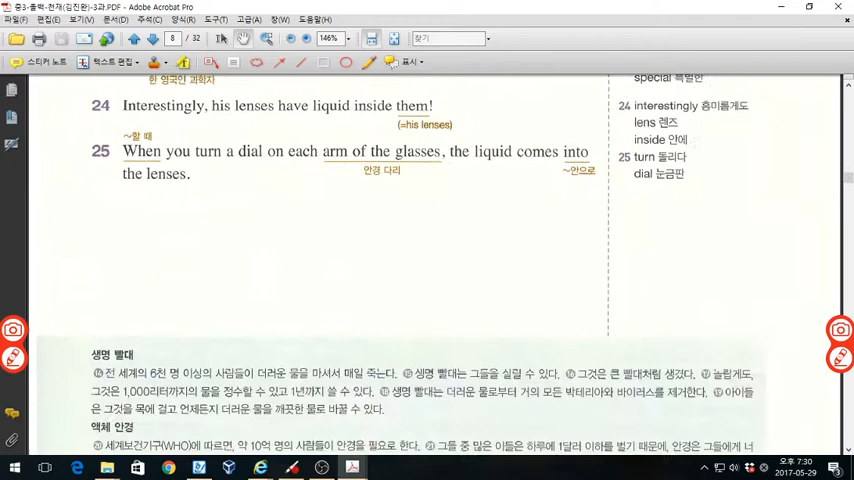 중3-플백-천재(김진완)-3과.PDF - Adobe Acrobat Pro
파일(F) 편집(E) 보기(V) 문서(D) 주석(C) 양식(R) 도구(T) 고급(A) 창(W) 도움말(H)
8 / 32 146% 찾기
스티커 노트 텍스트 편집 표시
한 영국인 과학자
special 특별한
24 Interestingly, his lenses have liquid inside them!
(=his lenses)
24 interestingly 흥미롭게도
lens 렌즈
inside 안에
~할 때
25 When you turn a dial on each arm of the glasses, the liquid comes into
안경 다리 ~안으로
the lenses.
25 turn 돌리다
dial 눈금판
생명 빨대
⑭ 전 세계의 6천 명 이상의 사람들이 더러운 물을 마셔서 매일 죽는다. ⑮ 생명 빨대는 그들을 살릴 수 있다. ⑯ 그것은 큰 빨대처럼 생겼다. ⑰ 놀랍게도,
그것은 1,000리터까지의 물을 정수할 수 있고 1년까지 쓸 수 있다. ⑱ 생명 빨대는 더러운 물로부터 거의 모든 박테리아와 바이러스를 제거한다. ⑲ 아이들
은 그것을 목에 걸고 언제든지 더러운 물을 깨끗한 물로 바꿀 수 있다.
액체 안경
⑳ 세계보건기구(WHO)에 따르면, 약 10억 명의 사람들이 안경을 필요로 한다. ㉑ 그들 중 많은 이들은 하루에 1달러 이하를 벌기 때문에, 안경은 그들에게 너
오후 7:30
2017-05-29
3